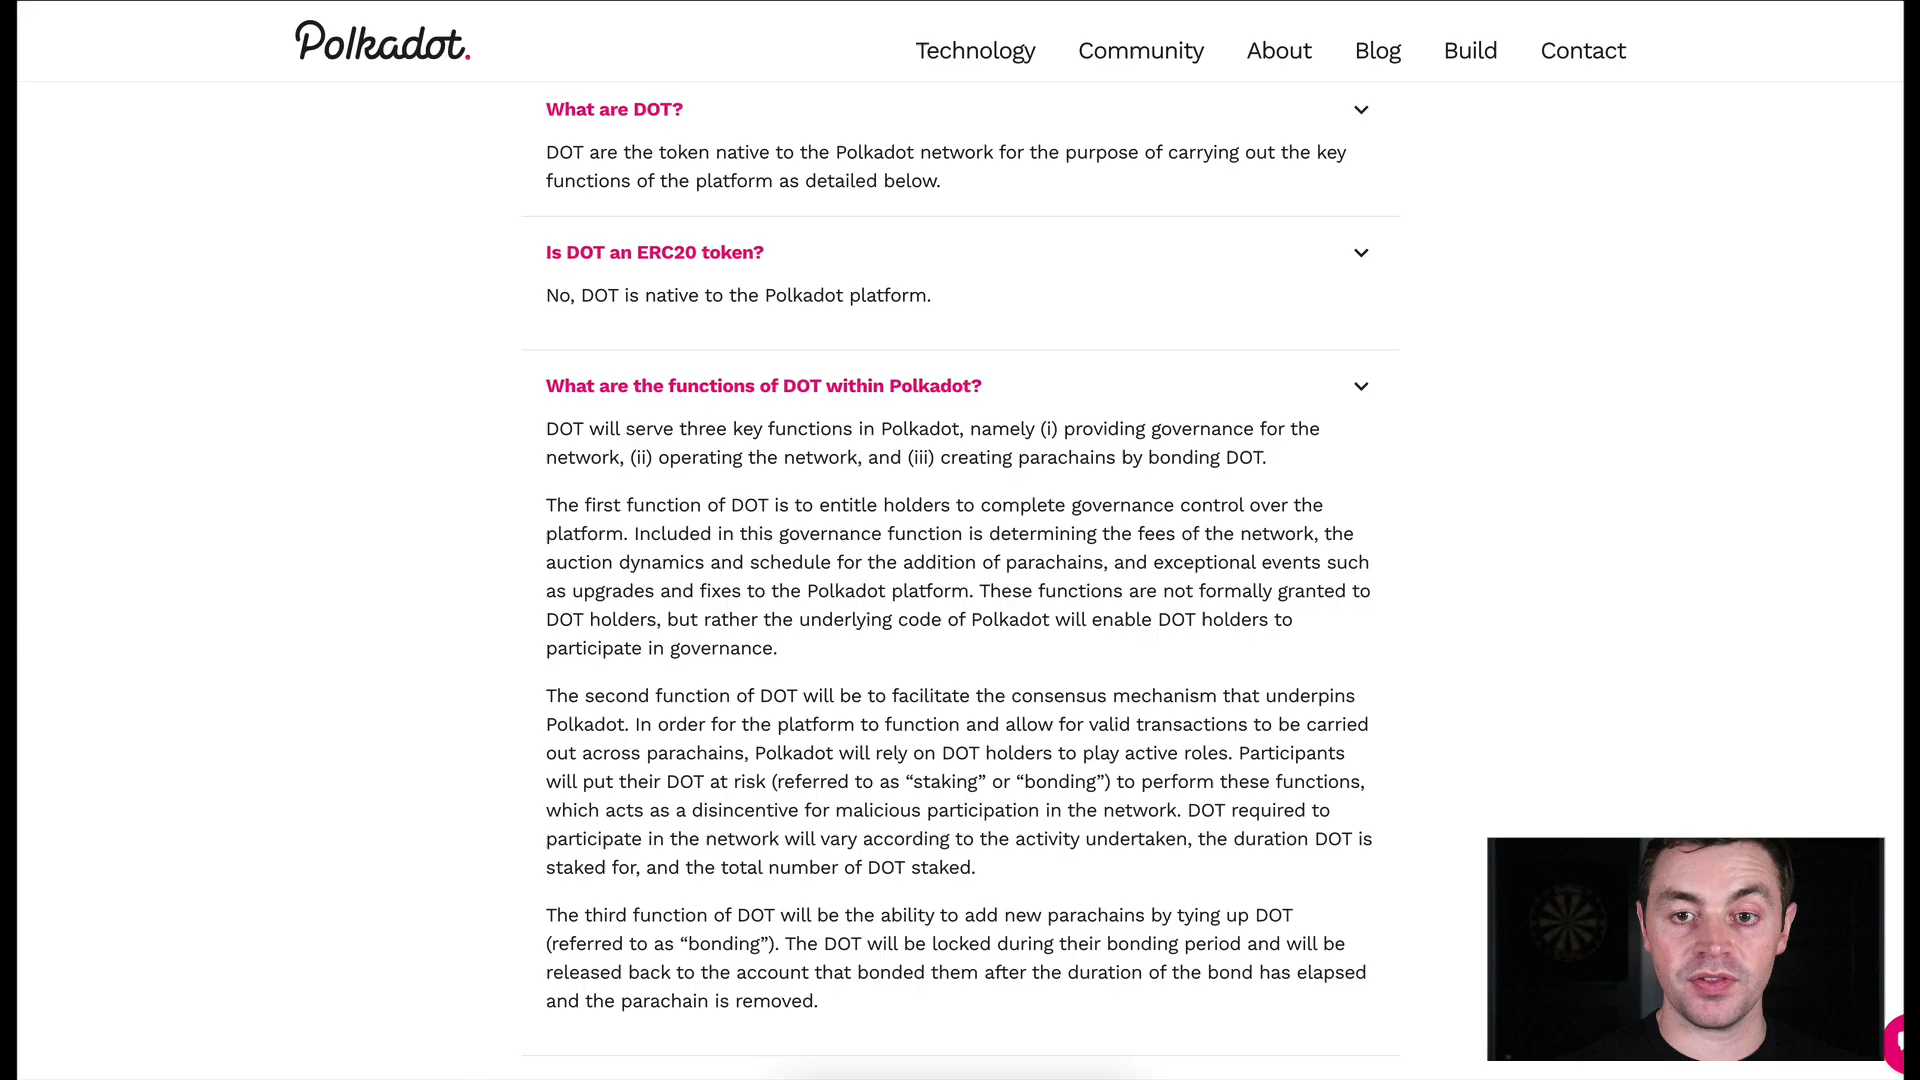 Polkadot.
Technology
Community
About
Blog
Build
Contact
What are DOT?
DOT are the token native to the Polkadot network for the purpose of carrying out the key
functions of the platform as detailed below.
Is DOT an ERC20 token?
No, DOT is native to the Polkadot platform.
What are the functions of DOT within Polkadot?
DOT will serve three key functions in Polkadot, namely (i) providing governance for the
network, (ii) operating the network, and (iii) creating parachains by bonding DOT.
The first function of DOT is to entitle holders to complete governance control over the
platform. Included in this governance function is determining the fees of the network, the
auction dynamics and schedule for the addition of parachains, and exceptional events such
as upgrades and fixes to the Polkadot platform. These functions are not formally granted to
DOT holders, but rather the underlying code of Polkadot will enable DOT holders to
participate in governance.
The second function of DOT will be to facilitate the consensus mechanism that underpins
Polkadot. In order for the platform to function and allow for valid transactions to be carried
out across parachains, Polkadot will rely on DOT holders to play active roles. Participants
will put their DOT at risk (referred to as “staking” or “bonding”) to perform these functions,
which acts as a disincentive for malicious participation in the network. DOT required to
participate in the network will vary according to the activity undertaken, the duration DOT is
staked for, and the total number of DOT staked.
The third function of DOT will be the ability to add new parachains by tying up DOT
(referred to as “bonding”). The DOT will be locked during their bonding period and will be
released back to the account that bonded them after the duration of the bond has elapsed
and the parachain is removed.